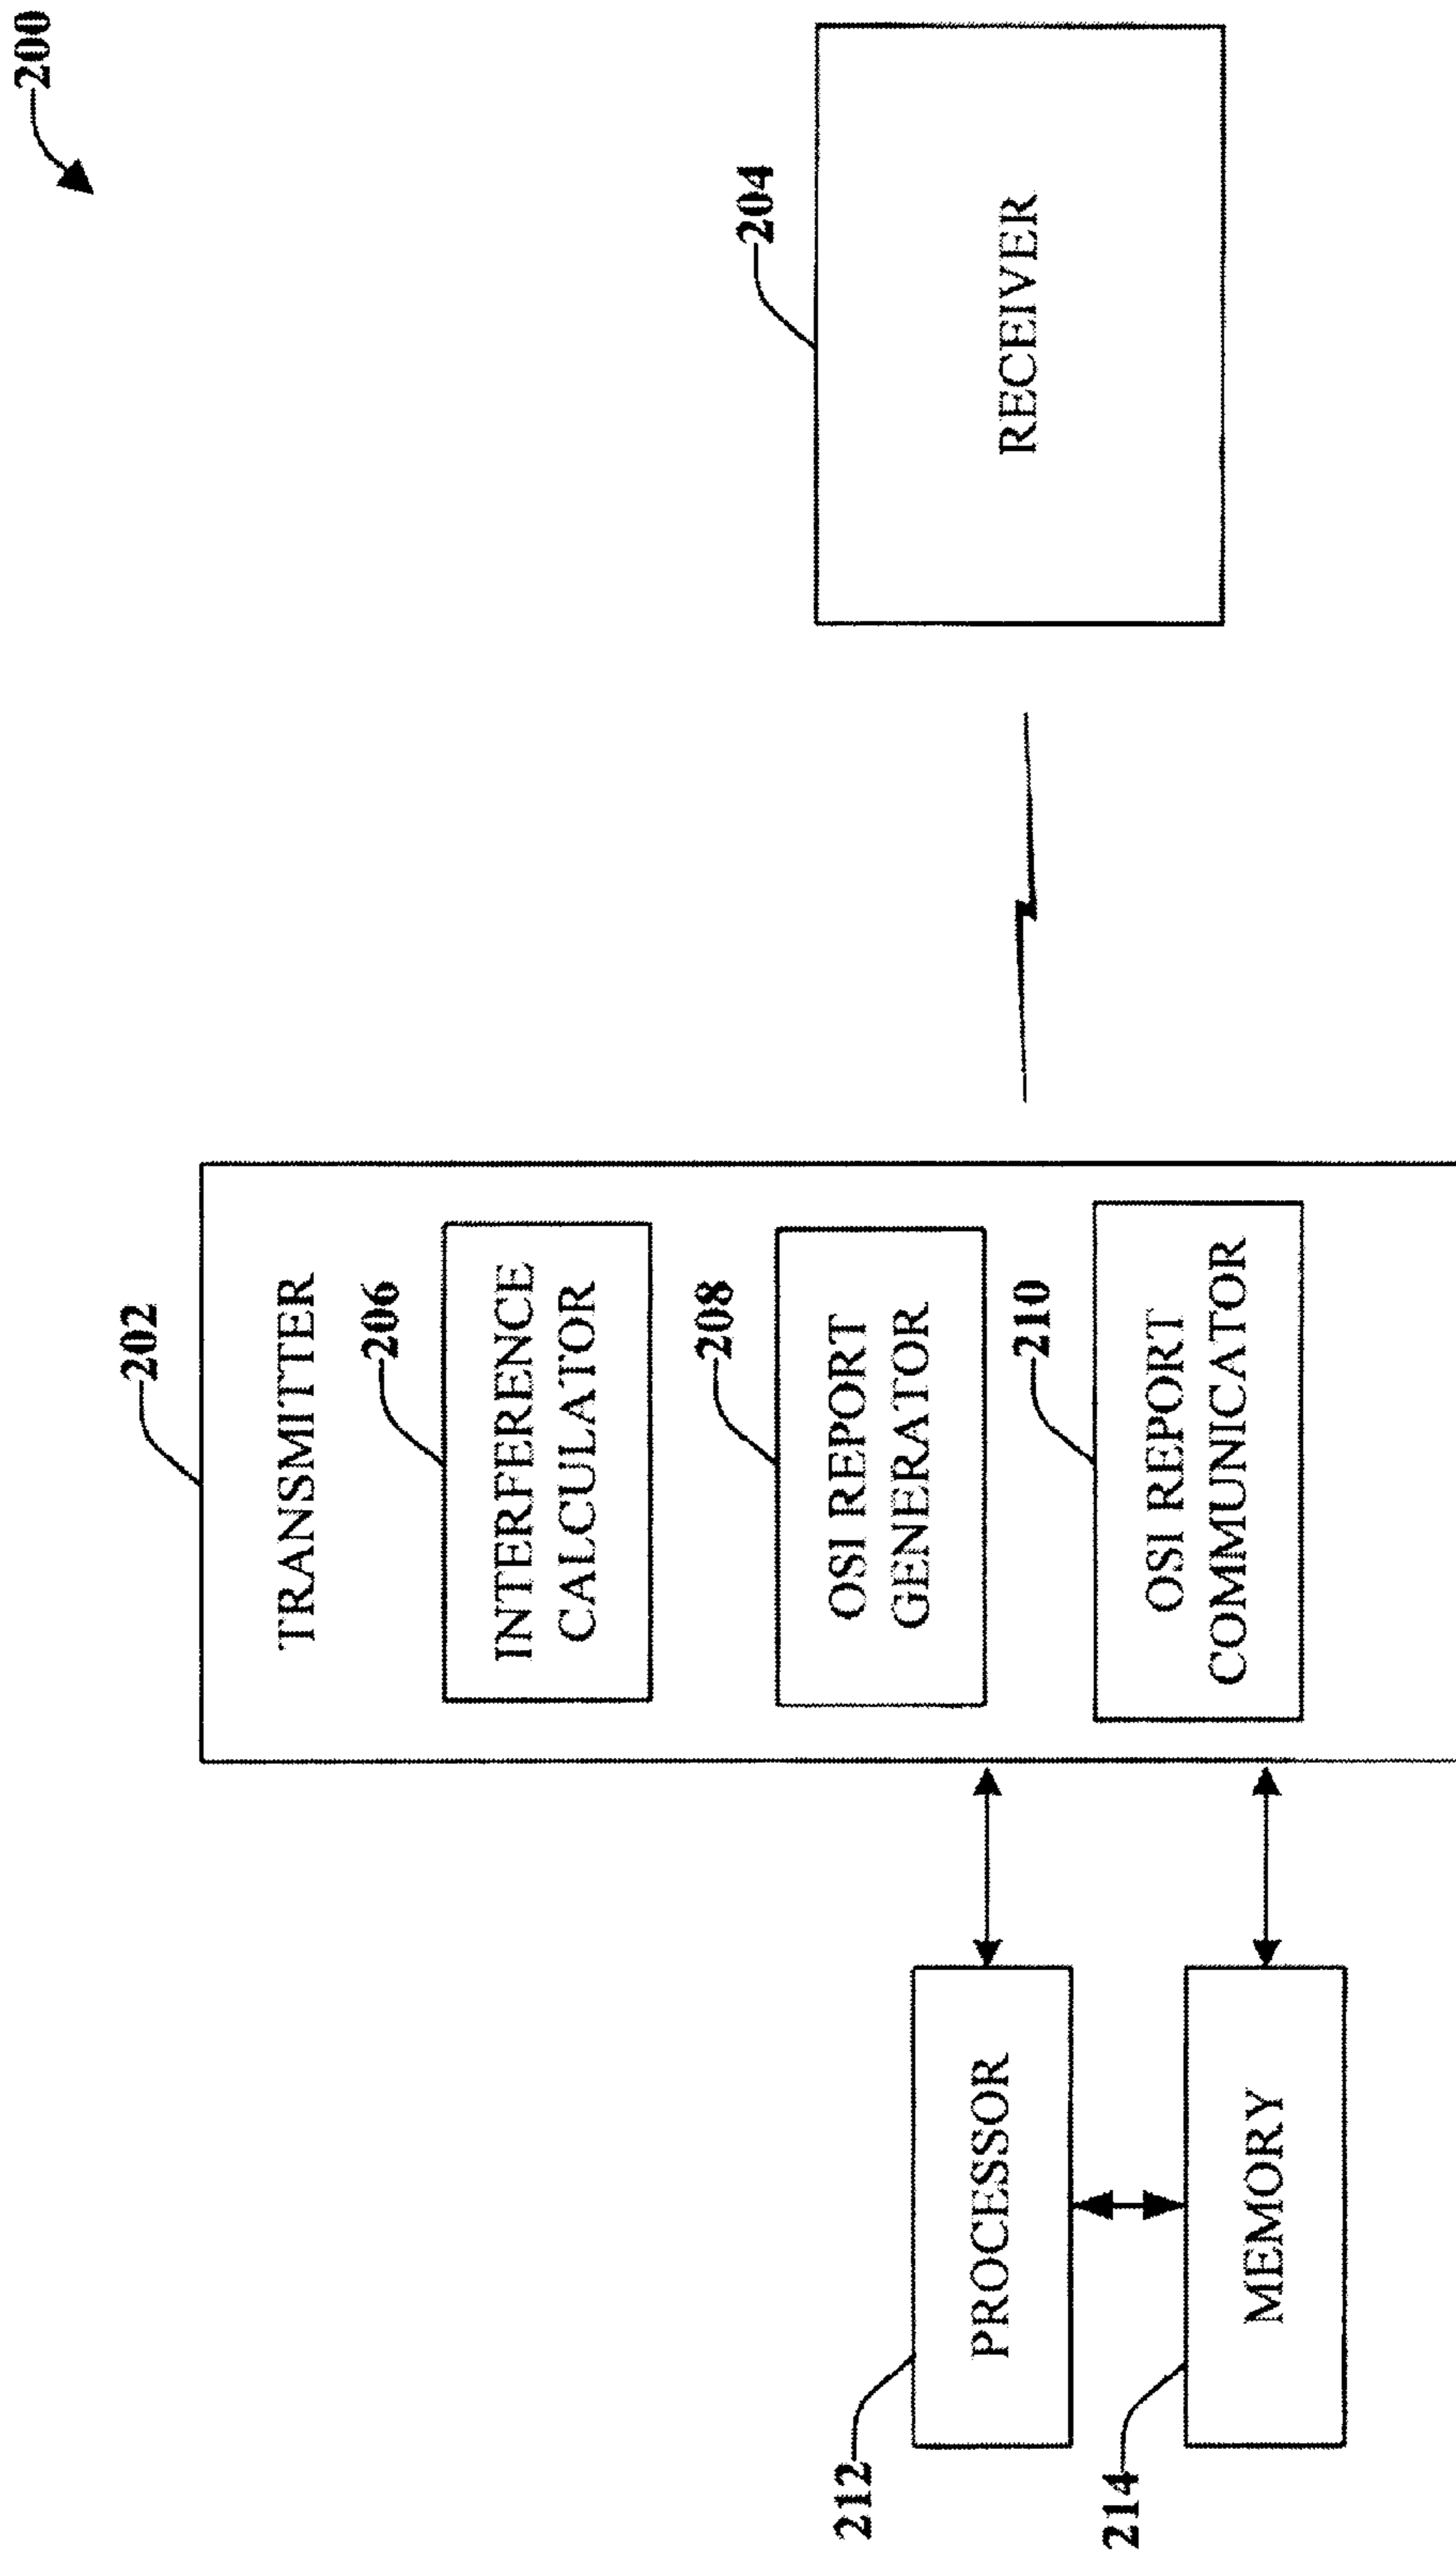 200
202
TRANSMITTER
206
INTERFERENCE
CALCULATOR
204
RECEIVER
208
OSI REPORT
GENERATOR
212
PROCESSOR
210
OSI REPORT
COMMUNICATOR
214
MEMORY